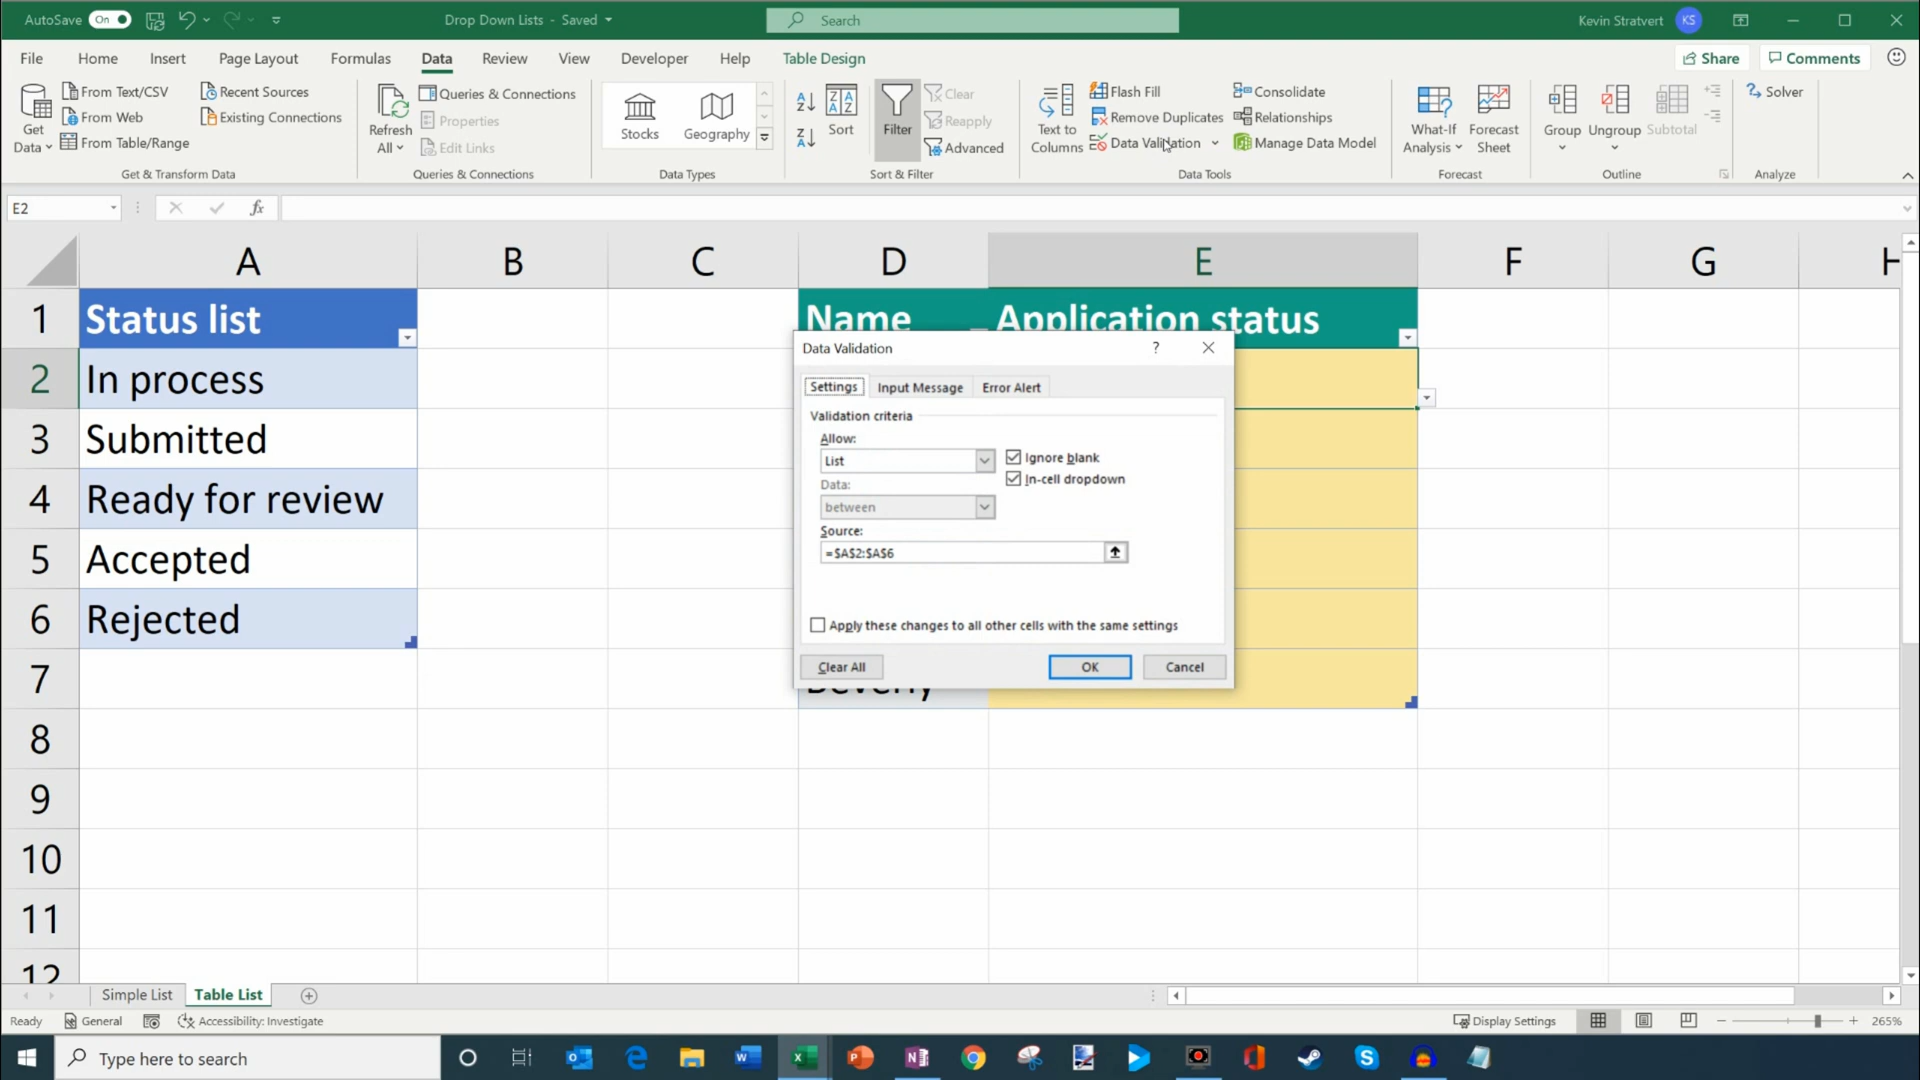 AutoSave On Drop Down Lists - Saved Search Kevin Stratvert KS
File Home Insert Page Layout Formulas Data Review View Developer Help Table Design Share Comments
Get Data
From Text/CSV
From Web
From Table/Range
Recent Sources
Existing Connections
Get & Transform Data
Refresh All
Queries & Connections
Properties
Edit Links
Queries & Connections
Stocks
Geography
Data Types
Sort
Filter
Clear
Reapply
Advanced
Sort & Filter
Text to Columns
Flash Fill
Remove Duplicates
Data Validation
Consolidate
Relationships
Manage Data Model
Data Tools
What-If Analysis
Forecast Sheet
Forecast
Group
Ungroup
Subtotal
Outline
Solver
Analyze
E2 fx
A B C D E F G H
1 Status list Name Application status
2 In process
3 Submitted
4 Ready for review
5 Accepted
6 Rejected
7 Beverly
8
9
10
11
12
Data Validation ?
Settings Input Message Error Alert
Validation criteria
Allow:
List
Ignore blank
In-cell dropdown
Data:
between
Source:
=$A$2:$A$6
Apply these changes to all other cells with the same settings
Clear All OK Cancel
Simple List Table List
Ready General Accessibility: Investigate Display Settings 265%
Type here to search